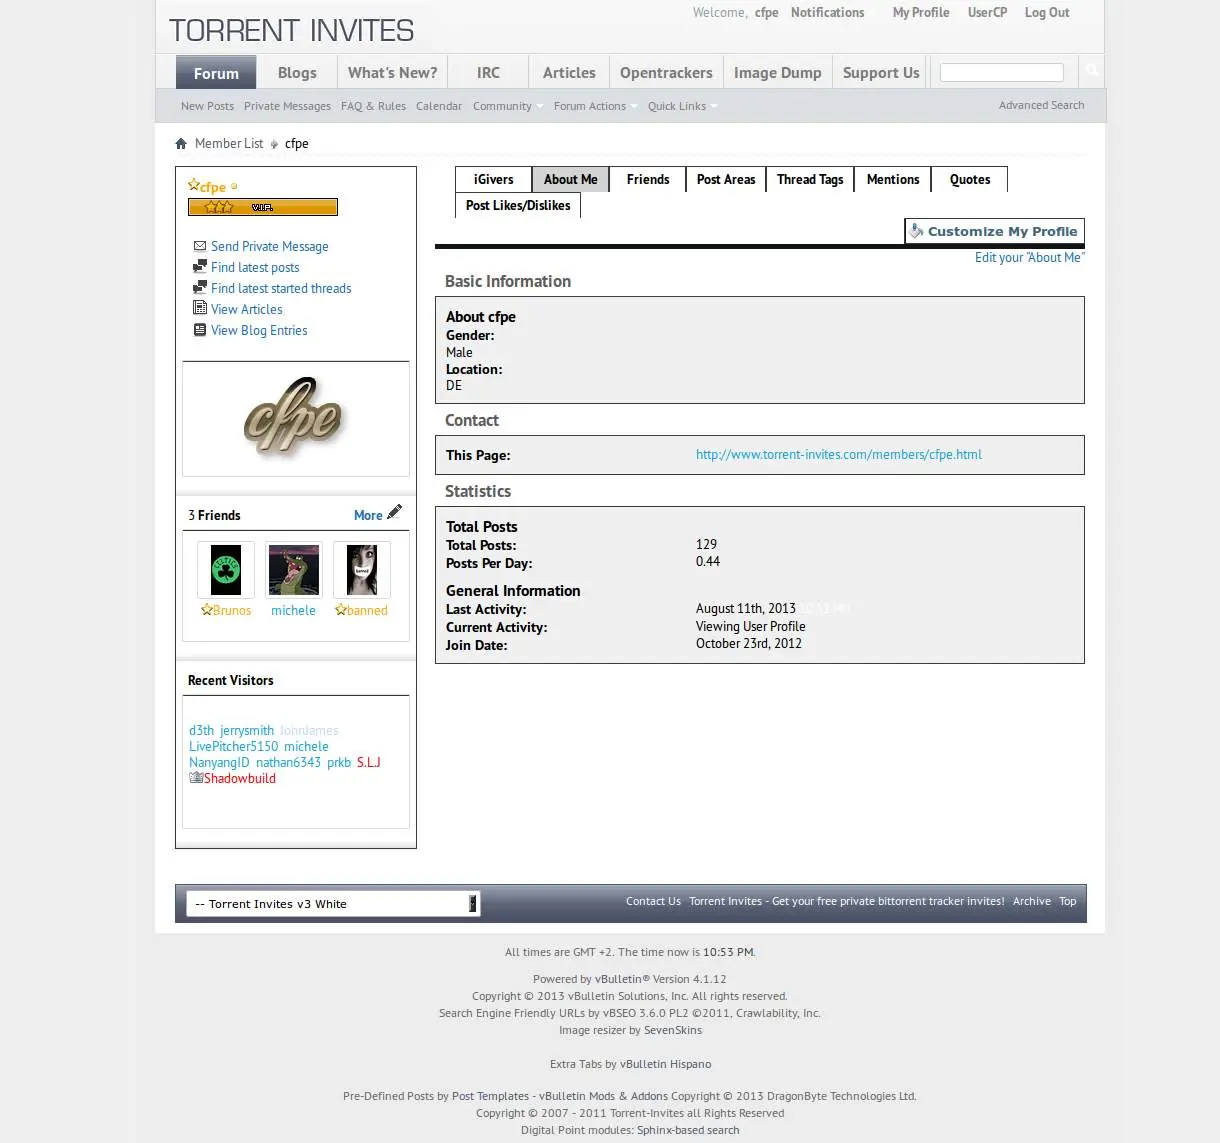 TORRENT INVITES
Welcome, cfpe Notifications My Profile UserCP Log Out
Forum Blogs What's New? IRC Articles Opentrackers Image Dump Support Us
New Posts Private Messages FAQ & Rules Calendar Community Forum Actions Quick Links Advanced Search
Member List cfpe
cfpe
V.I.P.
Send Private Message
Find latest posts
Find latest started threads
View Articles
View Blog Entries
cfpe
3 Friends More
Brunos michele banned
Recent Visitors
d3th jerrysmith JohnJames
LivePitcher5150 michele
NanyangID nathan6343 prkb S.L.J
Shadowbuild
iGivers About Me Friends Post Areas Thread Tags Mentions Quotes
Post Likes/Dislikes
Customize My Profile
Edit your "About Me"
Basic Information
About cfpe
Gender:
Male
Location:
DE
Contact
This Page: http://www.torrent-invites.com/members/cfpe.html
Statistics
Total Posts
Total Posts: 129
Posts Per Day: 0.44
General Information
Last Activity: August 11th, 2013
Current Activity: Viewing User Profile
Join Date: October 23rd, 2012
-- Torrent Invites v3 White
Contact Us Torrent Invites - Get your free private bittorrent tracker invites! Archive Top
All times are GMT +2. The time now is 10:53 PM.
Powered by vBulletin® Version 4.1.12
Copyright © 2013 vBulletin Solutions, Inc. All rights reserved.
Search Engine Friendly URLs by vBSEO 3.6.0 PL2 ©2011, Crawlability, Inc.
Image resizer by SevenSkins
Extra Tabs by vBulletin Hispano
Pre-Defined Posts by Post Templates - vBulletin Mods & Addons Copyright © 2013 DragonByte Technologies Ltd.
Copyright © 2007 - 2011 Torrent-Invites all Rights Reserved
Digital Point modules: Sphinx-based search